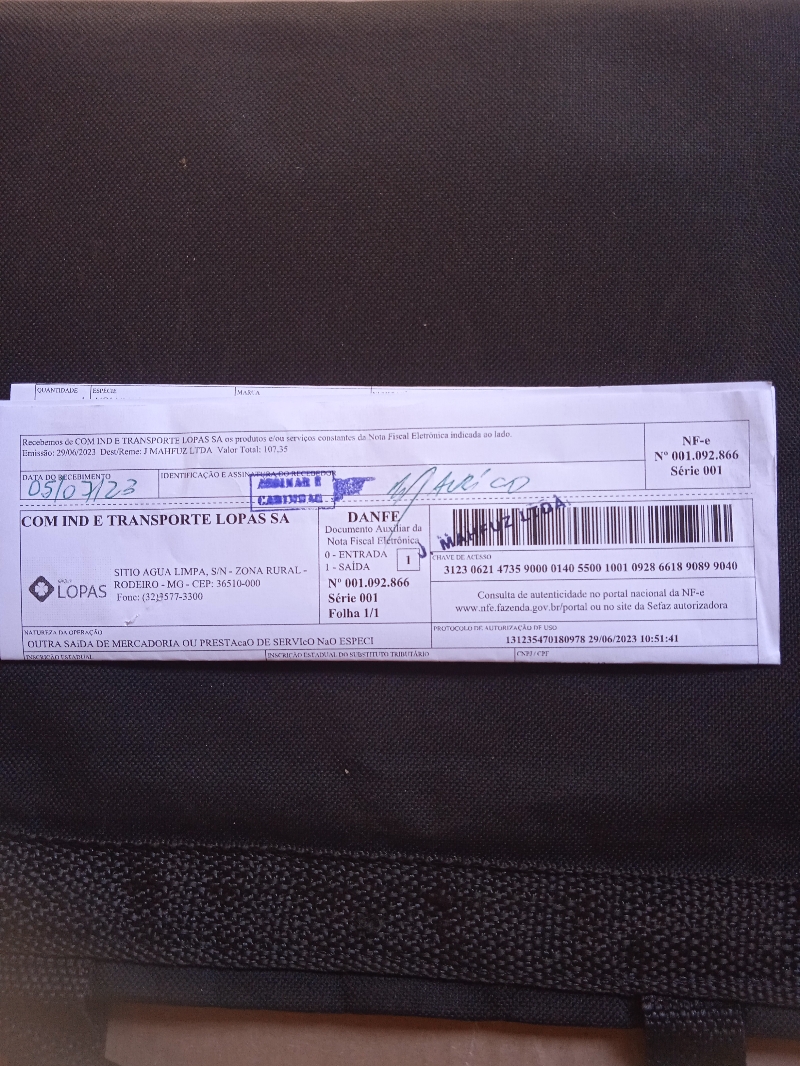 QUANTIDADE ESPÉCIE MARCA
Recebemos de COM IND E TRANSPORTE LOPAS SA os produtos e/ou serviços constantes da Nota Fiscal Eletrônica indicada ao lado.
Emissão: 29/06/2023 Dest/Reme: J MAHFUZ LTDA Valor Total: 107,35
NF-e
Nº 001.092.866
Série 001
DATA DO RECEBIMENTO
05/07/23
IDENTIFICAÇÃO E ASSINATURA DO RECEBEDOR
ASSINAR E
CARIMBAR
COM IND E TRANSPORTE LOPAS SA
LOPAS
SITIO AGUA LIMPA, S/N - ZONA RURAL -
RODEIRO - MG - CEP: 36510-000
Fone: (32)3577-3300
DANFE
Documento Auxiliar da
Nota Fiscal Eletrônica
0 - ENTRADA
1 - SAÍDA
1
Nº 001.092.866
Série 001
Folha 1/1
J. MAHFUZ LTDA
CHAVE DE ACESSO
3123 0621 4735 9000 0140 5500 1001 0928 6618 9089 9040
Consulta de autenticidade no portal nacional da NF-e
www.nfe.fazenda.gov.br/portal ou no site da Sefaz autorizadora
NATUREZA DA OPERAÇÃO
OUTRA SAiDA DE MERCADORIA OU PRESTAcaO DE SERVIcO NaO ESPECI
PROTOCOLO DE AUTORIZAÇÃO DE USO
131235470180978 29/06/2023 10:51:41
INSCRIÇÃO ESTADUAL INSCRIÇÃO ESTADUAL DO SUBSTITUTO TRIBUTÁRIO CNPJ / CPF